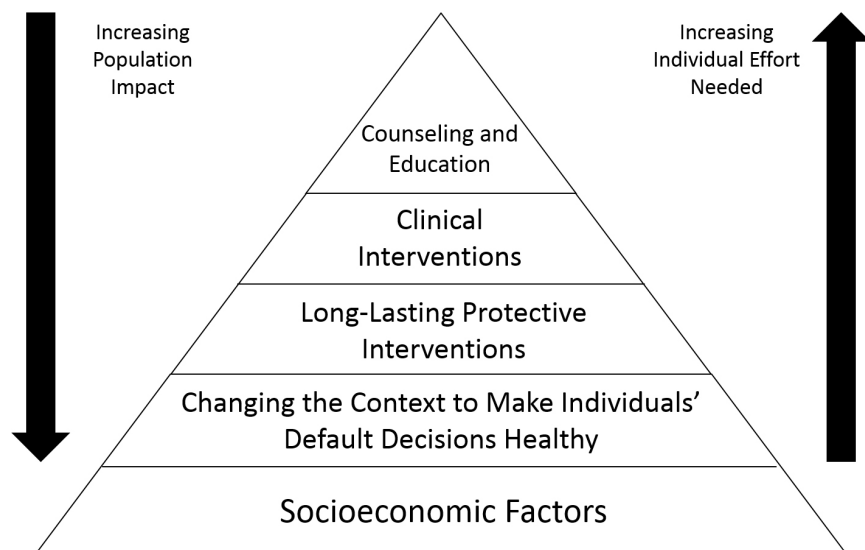 Increasing
Population
Impact
Increasing
Individual Effort
Needed
Counseling and
Education
Clinical
Interventions
Long-Lasting Protective
Interventions
Changing the Context to Make Individuals’
Default Decisions Healthy
Socioeconomic Factors